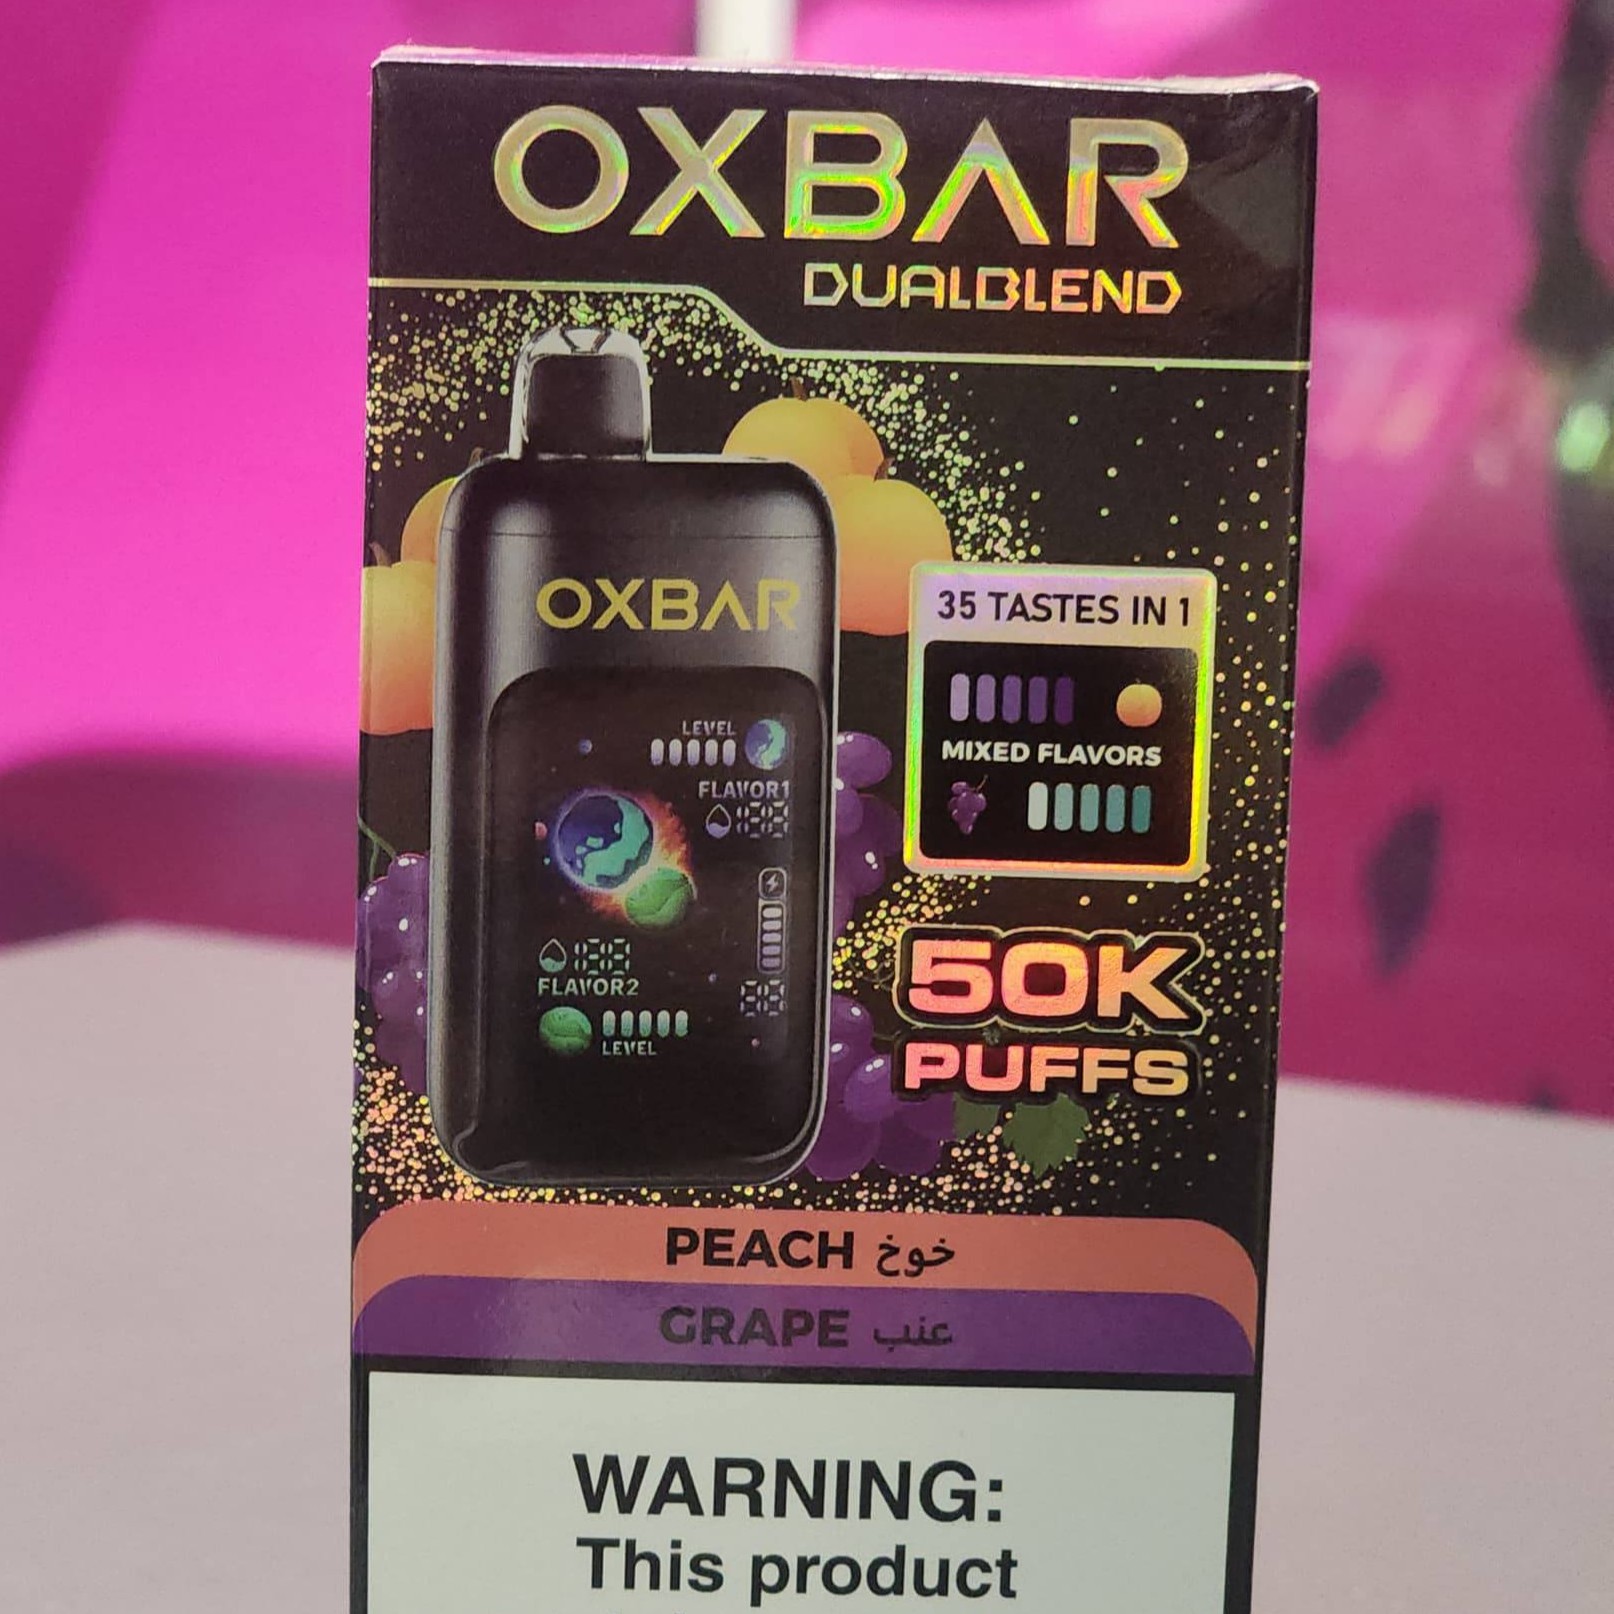 OXBAR
DUALBLEND
OXBAR
LEVEL
FLAVOR1
FLAVOR2
LEVEL
35 TASTES IN 1
MIXED FLAVORS
50K
PUFFS
PEACH خوخ
GRAPE عنب
WARNING:
This product